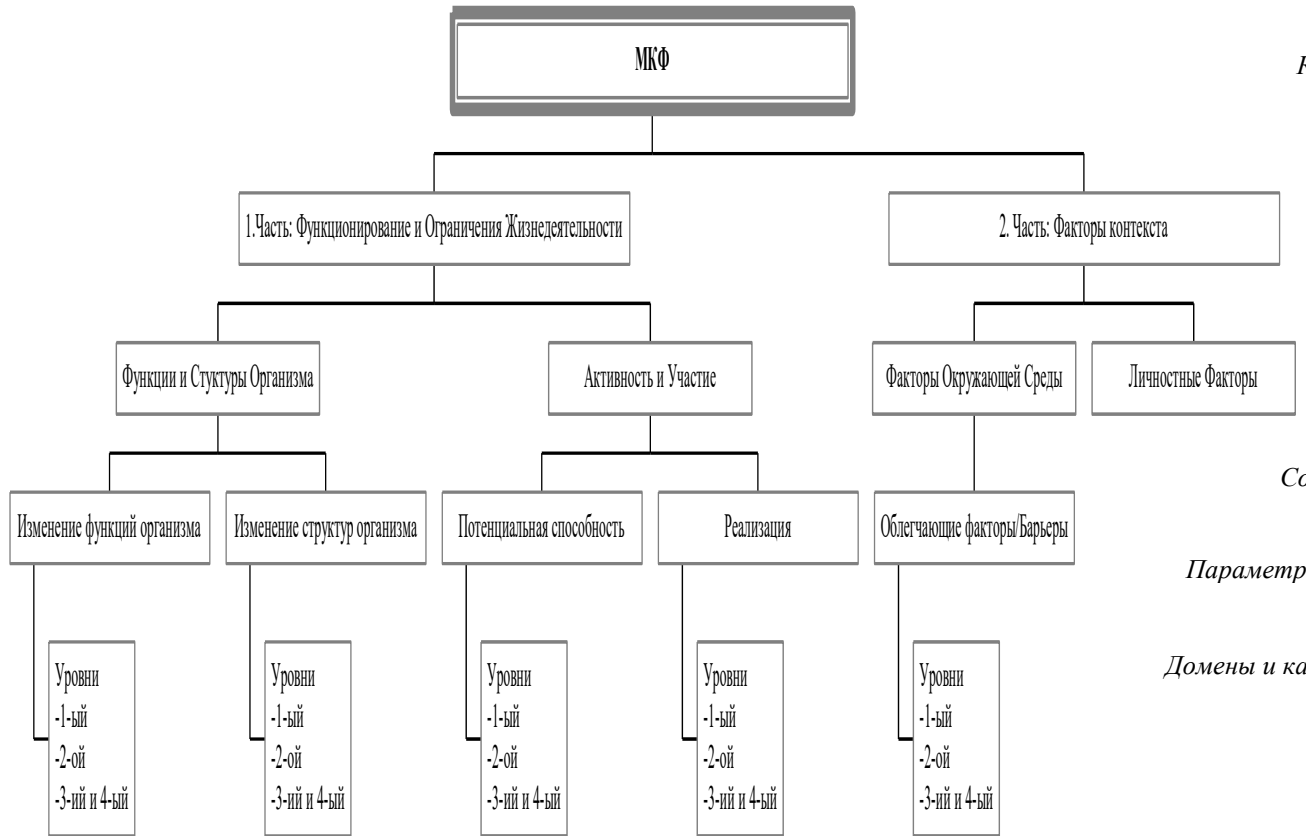 МКФ
1.Часть: Функционирование и Ограничения Жизнедеятельности
2. Часть: Факторы контекста
Функции и Стуктуры Организма
Активность и Участие
Факторы Окружающей Среды
Личностные Факторы
Изменение функций организма
Изменение структур организма
Потенциальная способность
Реализация
Облегчающие факторы/Барьеры
Параметр
Домены и ка
Уровни
-1-ый
-2-ой
-3-ий и 4-ый
Уровни
-1-ый
-2-ой
-3-ий и 4-ый
Уровни
-1-ый
-2-ой
-3-ий и 4-ый
Уровни
-1-ый
-2-ой
-3-ий и 4-ый
Уровни
-1-ый
-2-ой
-3-ий и 4-ый